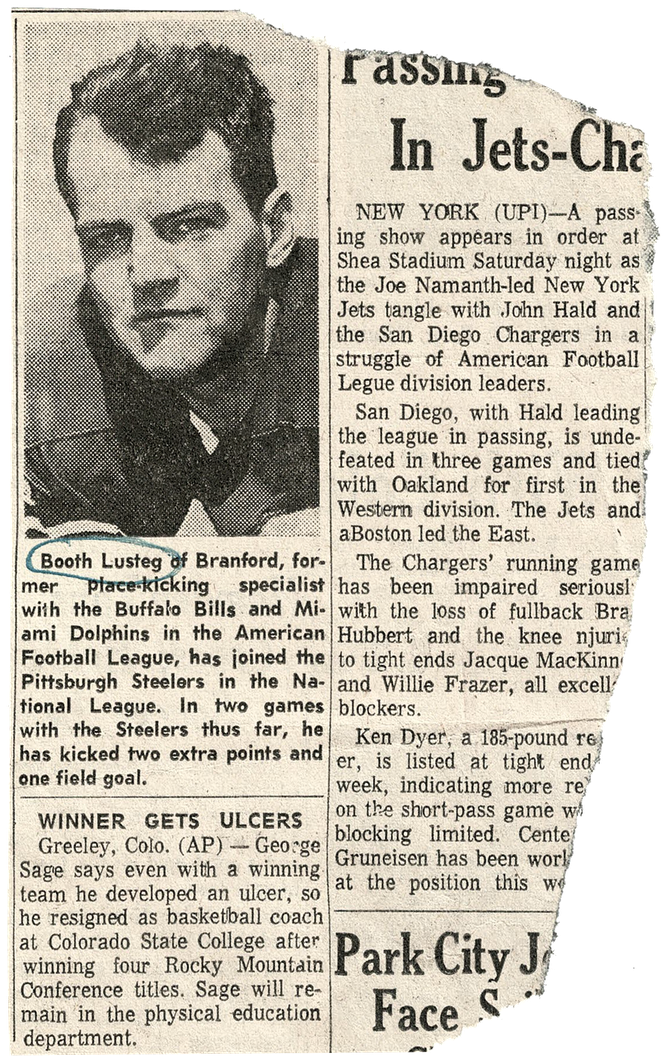 Booth Lusteg of Branford, for-
mer place-kicking specialist
with the Buffalo Bills and Mi-
ami Dolphins in the American
Football League, has joined the
Pittsburgh Steelers in the Na-
tional League. In two games
with the Steelers thus far, he
has kicked two extra points and
one field goal.
WINNER GETS ULCERS
Greeley, Colo. (AP) — George
Sage says even with a winning
team he developed an ulcer, so
he resigned as basketball coach
at Colorado State College after
winning four Rocky Mountain
Conference titles. Sage will re-
main in the physical education
department.
Passing
In Jets-Cha
NEW YORK (UPI)—A pass-
ing show appears in order at
Shea Stadium Saturday night as
the Joe Namanth-led New York
Jets tangle with John Hald and
the San Diego Chargers in a
struggle of American Football
Legue division leaders.
San Diego, with Hald leading
the league in passing, is unde-
feated in three games and tied
with Oakland for first in the
Western division. The Jets and
aBoston led the East.
The Chargers' running game
has been impaired seriousl
with the loss of fullback Bra
Hubbert and the knee njuri
to tight ends Jacque MacKinn
and Willie Frazer, all excell
blockers.
Ken Dyer, a 185-pound re
er, is listed at tight end
week, indicating more re
on the short-pass game w
blocking limited. Cente
Gruneisen has been worl
at the position this w
Park City J
Face S